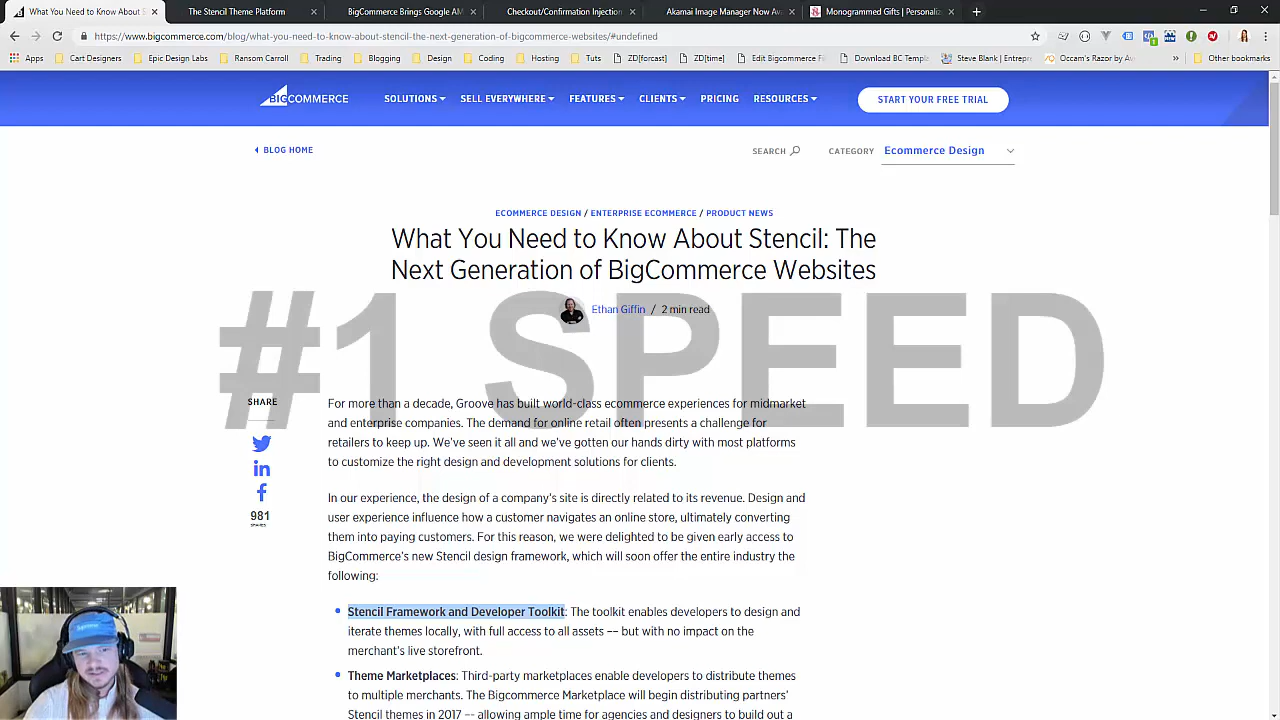 What You Need to Know About S
The Stencil Theme Platform
BigCommerce Brings Google AM
Checkout/Confirmation Injection
Akamai Image Manager Now Av
Monogrammed Gifts | Personaliz
https://www.bigcommerce.com/blog/what-you-need-to-know-about-stencil-the-next-generation-of-bigcommerce-websites/#undefined
Apps
Cart Designers
Epic Design Labs
Ransom Carroll
Trading
Blogging
Design
Coding
Hosting
Tuts
ZD[forcast]
ZD[time]
Edit Bigcommerce Fi
Download BC Templa
Steve Blank | Entrepre
Occam's Razor by Av
»
Other bookmarks
BIGCOMMERCE
SOLUTIONS
SELL EVERYWHERE
FEATURES
CLIENTS
PRICING
RESOURCES
START YOUR FREE TRIAL
BLOG HOME
SEARCH
CATEGORY
Ecommerce Design
ECOMMERCE DESIGN / ENTERPRISE ECOMMERCE / PRODUCT NEWS
What You Need to Know About Stencil: The
Next Generation of BigCommerce Websites
Ethan Giffin / 2 min read
#1 SPEED
SHARE
981
SHARES
For more than a decade, Groove has built world-class ecommerce experiences for midmarket
and enterprise companies. The demand for online retail often presents a challenge for
retailers to keep up. We've seen it all and we've gotten our hands dirty with most platforms
to customize the right design and development solutions for clients.
In our experience, the design of a company's site is directly related to its revenue. Design and
user experience influence how a customer navigates an online store, ultimately converting
them into paying customers. For this reason, we were delighted to be given early access to
BigCommerce's new Stencil design framework, which will soon offer the entire industry the
following:
• Stencil Framework and Developer Toolkit: The toolkit enables developers to design and
iterate themes locally, with full access to all assets –– but with no impact on the
merchant's live storefront.
• Theme Marketplaces: Third-party marketplaces enable developers to distribute themes
to multiple merchants. The Bigcommerce Marketplace will begin distributing partners'
Stencil themes in 2017 –– allowing ample time for agencies and designers to build out a